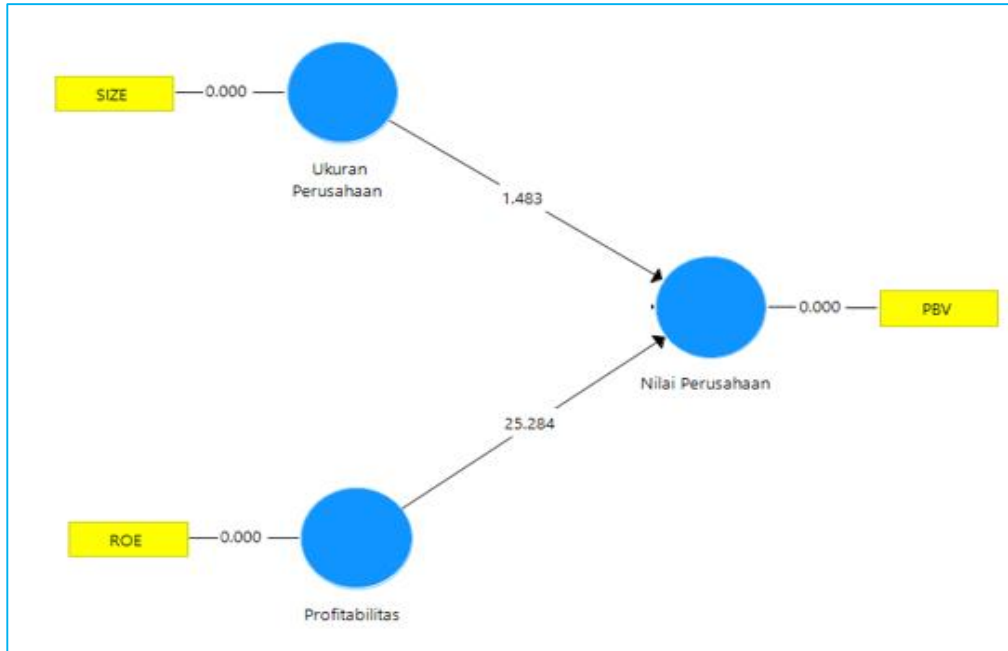 SIZE
0.000
Ukuran
Perusahaan
1.483
0.000
PBV
Nilai Perusahaan
25.284
ROE
0.000
Profitabilitas